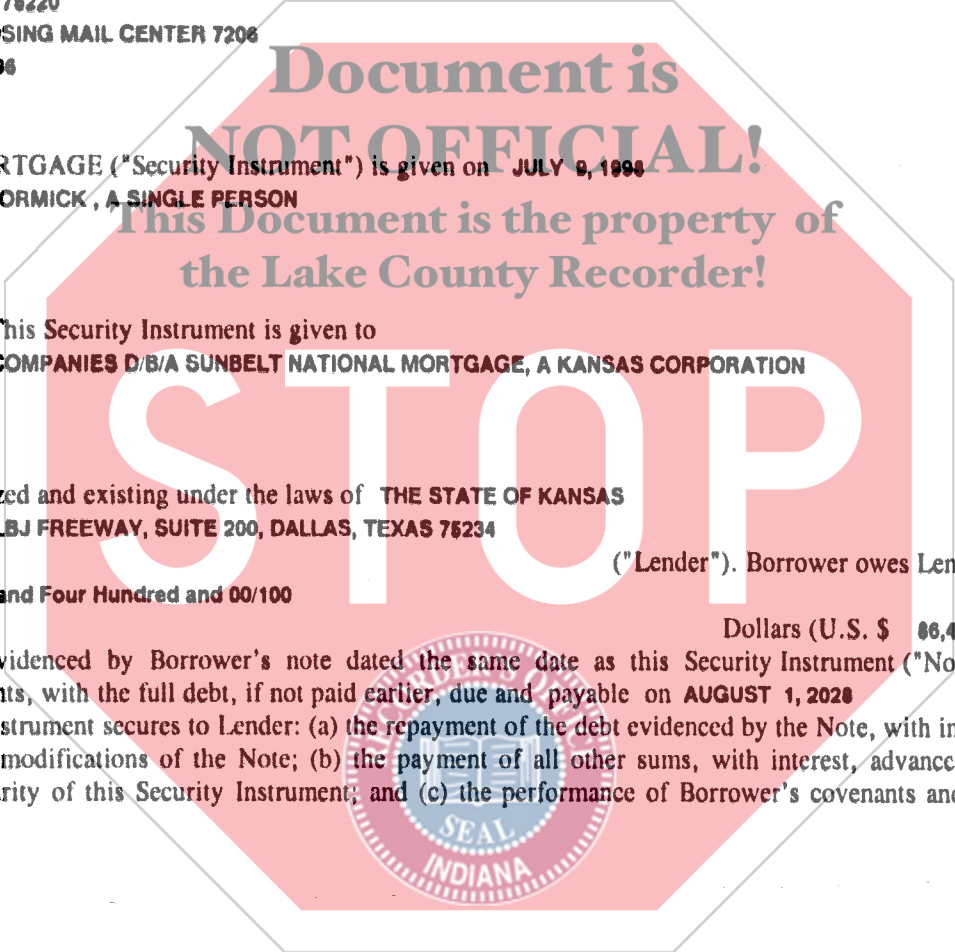 75220
SING MAIL CENTER 7206
Document is
NOT OFFICIAL!
RTGAGE ("Security Instrument") is given on JULY 9, 1998
ORMICK , A SINGLE PERSON
This Document is the property of
the Lake County Recorder!
This Security Instrument is given to
COMPANIES D/B/A SUNBELT NATIONAL MORTGAGE, A KANSAS CORPORATION
STOP
zed and existing under the laws of THE STATE OF KANSAS
LBJ FREEWAY, SUITE 200, DALLAS, TEXAS 75234
("Lender"). Borrower owes Len
and Four Hundred and 00/100
Dollars (U.S. $ 86,4
videnced by Borrower's note dated the same date as this Security Instrument ("No
nts, with the full debt, if not paid earlier, due and payable on AUGUST 1, 2028
strument secures to Lender: (a) the repayment of the debt evidenced by the Note, with in
modifications of the Note; (b) the payment of all other sums, with interest, advance
rity of this Security Instrument; and (c) the performance of Borrower's covenants and
SEAL
INDIANA